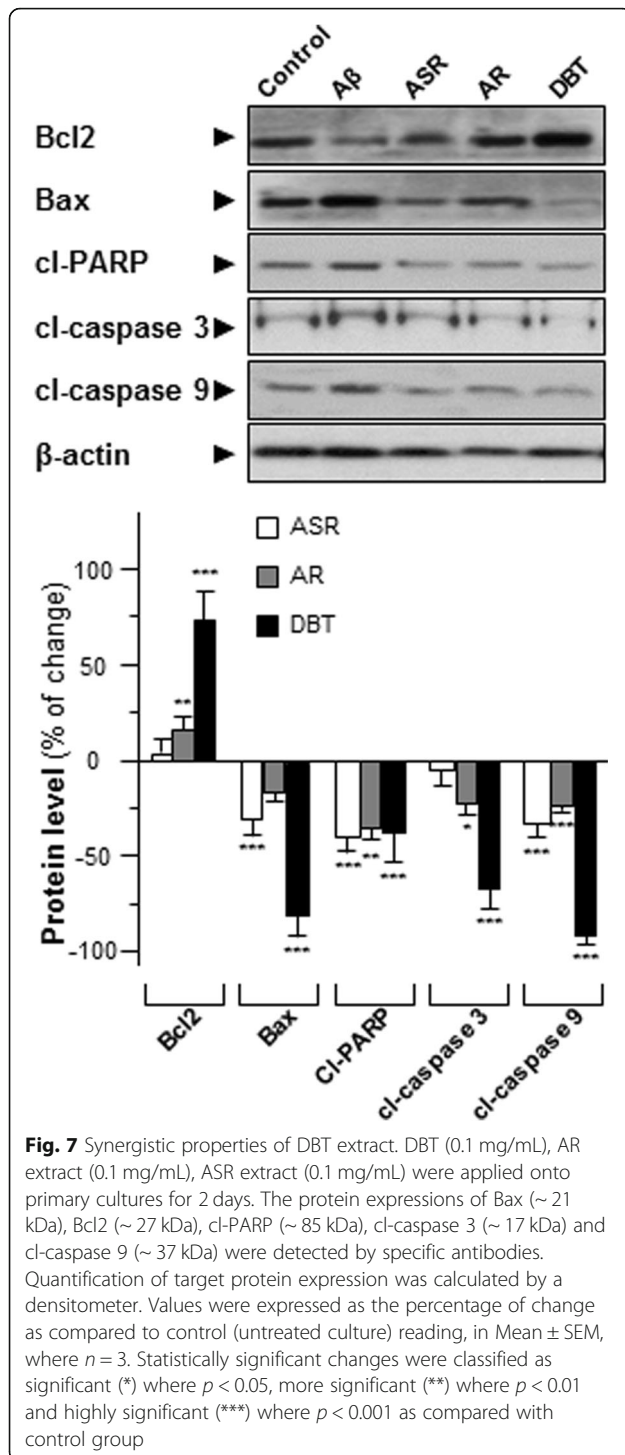 Control Aβ ASR AR DBT
Bcl2
Bax
cl-PARP
cl-caspase 3
cl-caspase 9
β-actin
ASR
AR
DBT
Protein level (% of change)
100
50
0
-50
-100
***
**
***
***
***
**
***
*
***
***
***
***
Bcl2
Bax
Cl-PARP
cl-caspase 3
cl-caspase 9
Fig. 7 Synergistic properties of DBT extract. DBT (0.1 mg/mL), AR
extract (0.1 mg/mL), ASR extract (0.1 mg/mL) were applied onto
primary cultures for 2 days. The protein expressions of Bax (~ 21
kDa), Bcl2 (~ 27 kDa), cl-PARP (~ 85 kDa), cl-caspase 3 (~ 17 kDa) and
cl-caspase 9 (~ 37 kDa) were detected by specific antibodies.
Quantification of target protein expression was calculated by a
densitometer. Values were expressed as the percentage of change
as compared to control (untreated culture) reading, in Mean ± SEM,
where n = 3. Statistically significant changes were classified as
significant (*) where p < 0.05, more significant (**) where p < 0.01
and highly significant (***) where p < 0.001 as compared with
control group